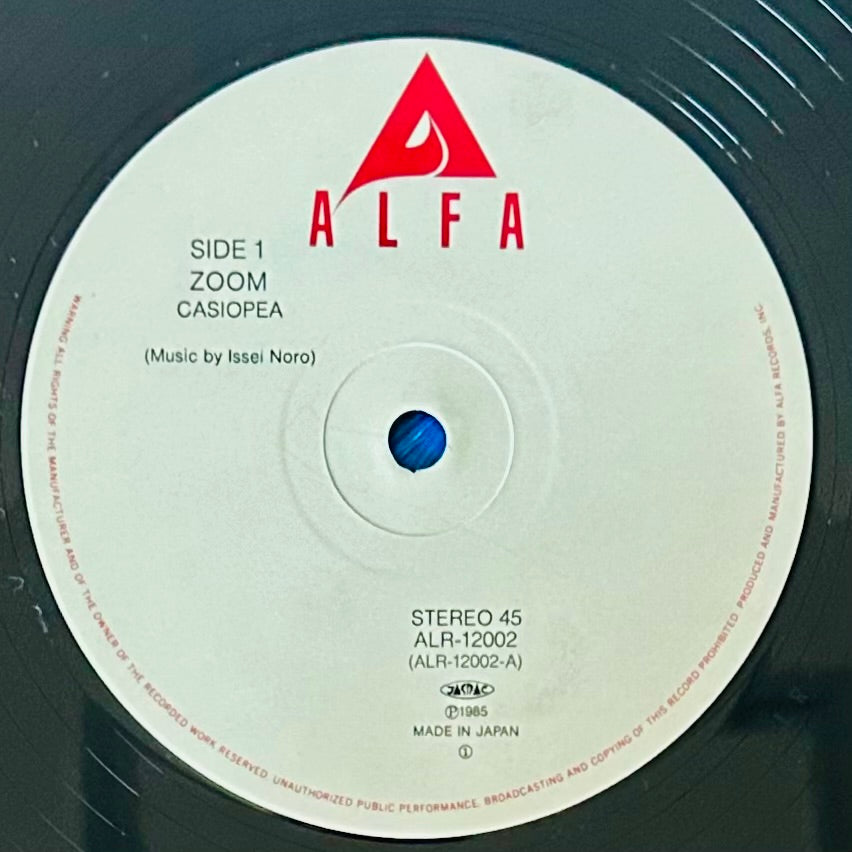 ALFA
SIDE 1
ZOOM
CASIOPEA
(Music by Issei Noro)
STEREO 45
ALR-12002
(ALR-12002-A)
JASRAC
Ⓟ1985
MADE IN JAPAN
①
WARNING ALL RIGHTS OF THE MANUFACTURER AND OF THE OWNER OF THE RECORDED WORK RESERVED. UNAUTHORIZED PUBLIC PERFORMANCE. BROADCASTING AND COPYING OF THIS RECORD PROHIBITED PRODUCED AND MANUFACTURED BY ALFA RECORDS, INC.